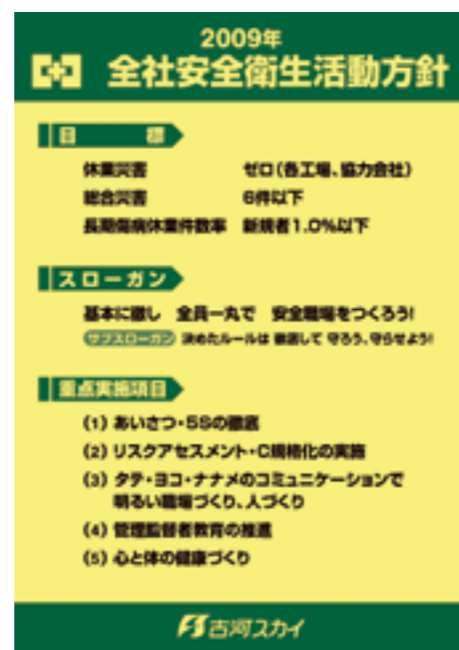 2009年
全社安全衛生活動方針
目 標
休業災害 ゼロ(各工場、協力会社)
総合災害 6件以下
長期傷病休業件数率 新規者1.0%以下
スローガン
基本に徹し 全員一丸で 安全職場をつくろう!
サブスローガン 決めたルールは 徹底して 守ろう、守らせよう!
重点実施項目
(1) あいさつ・5Sの徹底
(2) リスクアセスメント・C規格化の実施
(3) タテ・ヨコ・ナナメのコミュニケーションで
明るい職場づくり、人づくり
(4) 管理監督者教育の推進
(5) 心と体の健康づくり
古河スカイ